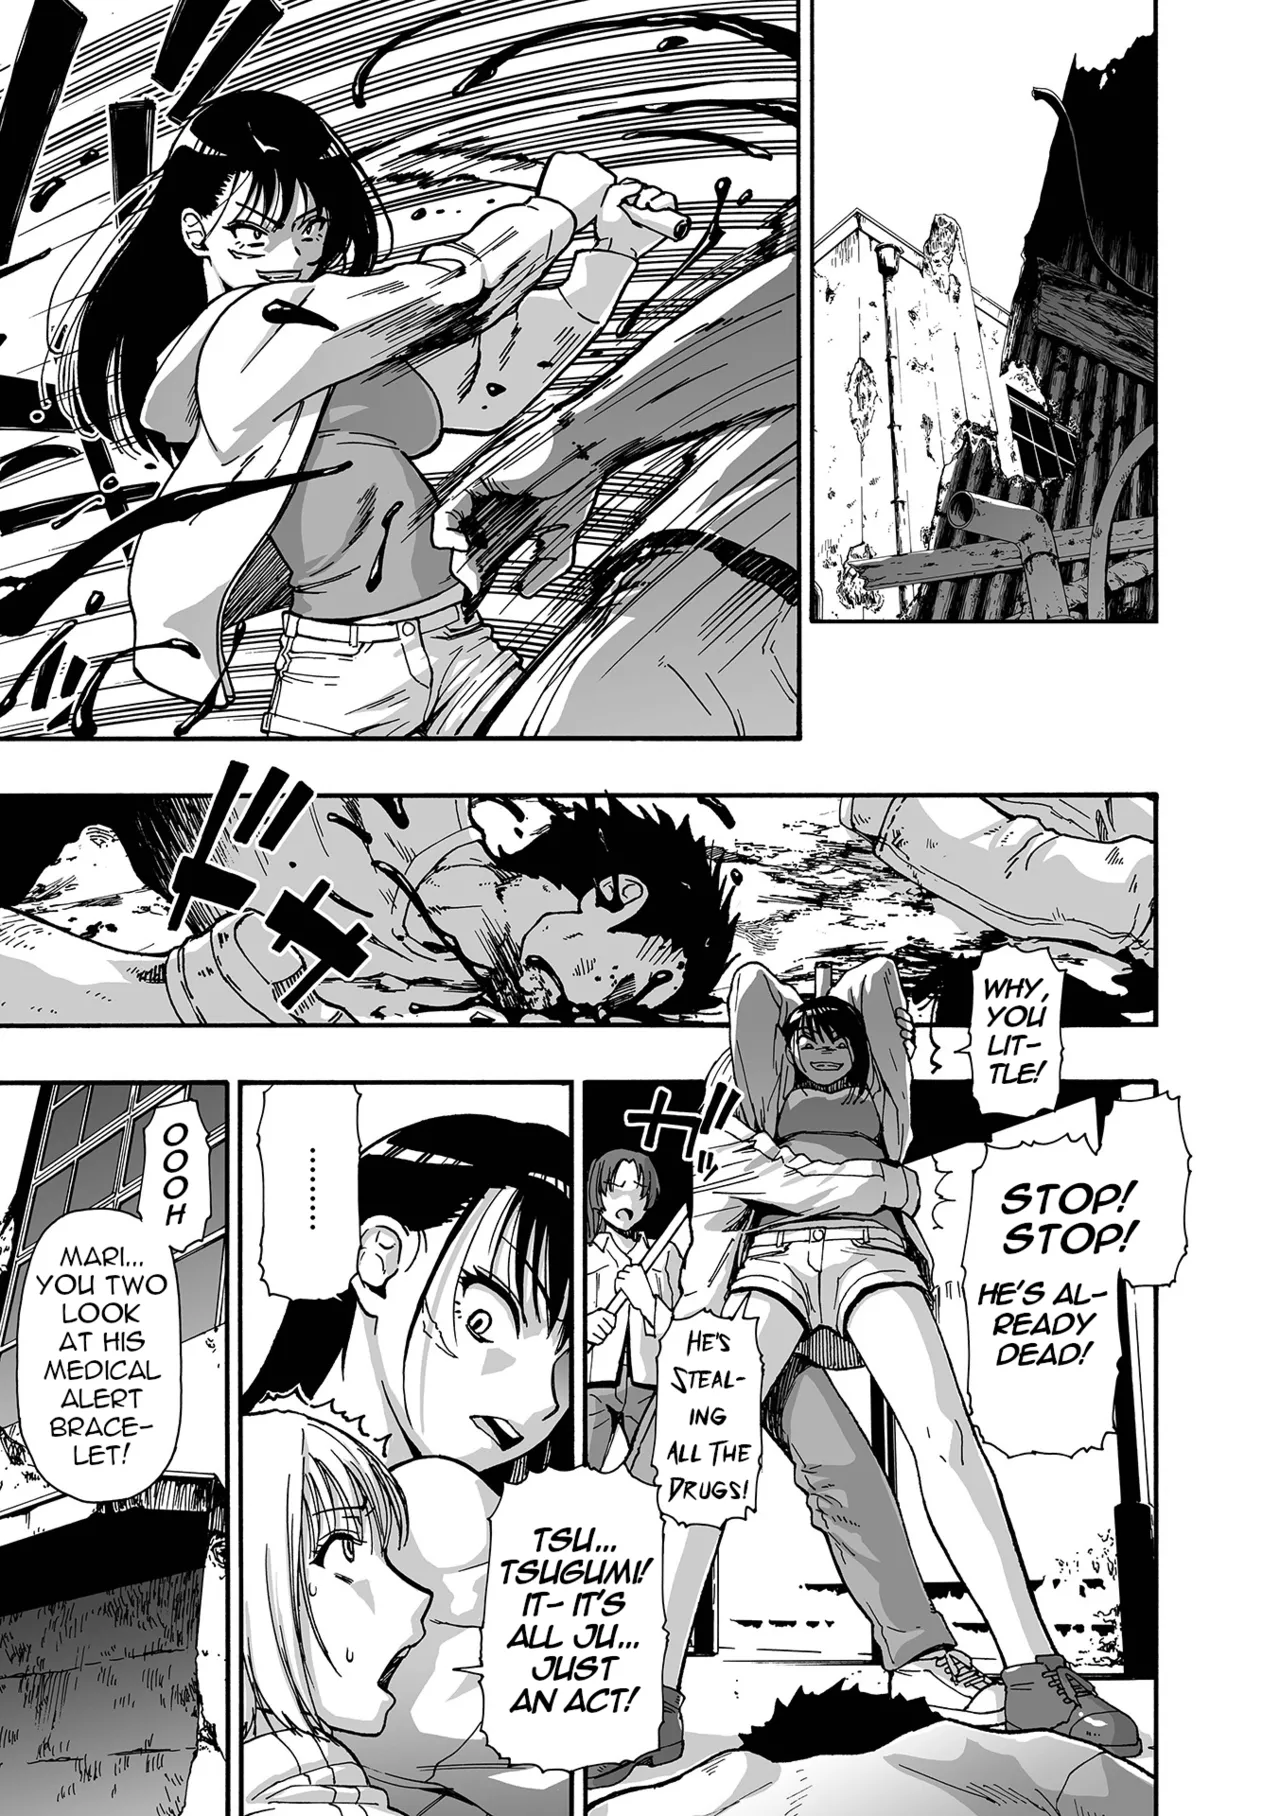 WHY,
YOU
LIT-
TLE!
STOP!
STOP!
HE'S AL-
READY
DEAD!
HE'S
STEAL-
ING
ALL THE
DRUGS!
..........
TSU...
TSUGUMI!
IT- IT'S
ALL JU...
JUST
AN ACT!
OOOH
MARI...
YOU TWO
LOOK
AT HIS
MEDICAL
ALERT
BRACE-
LET!